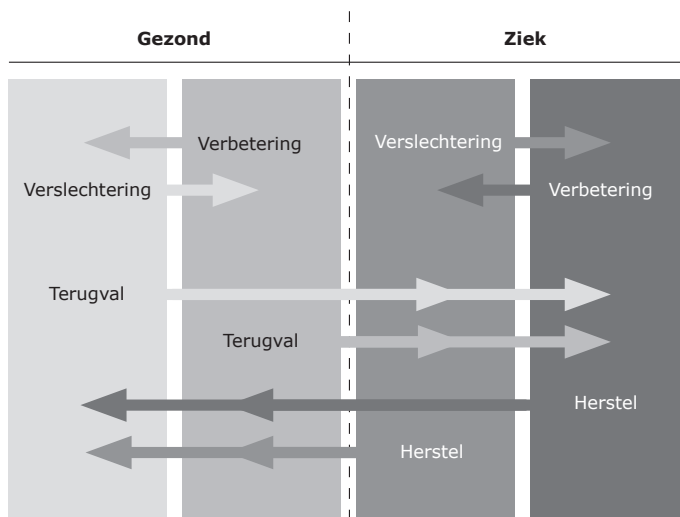 Gezond
Ziek
Verbetering
Verslechtering
Verslechtering
Verbetering
Terugval
Terugval
Herstel
Herstel